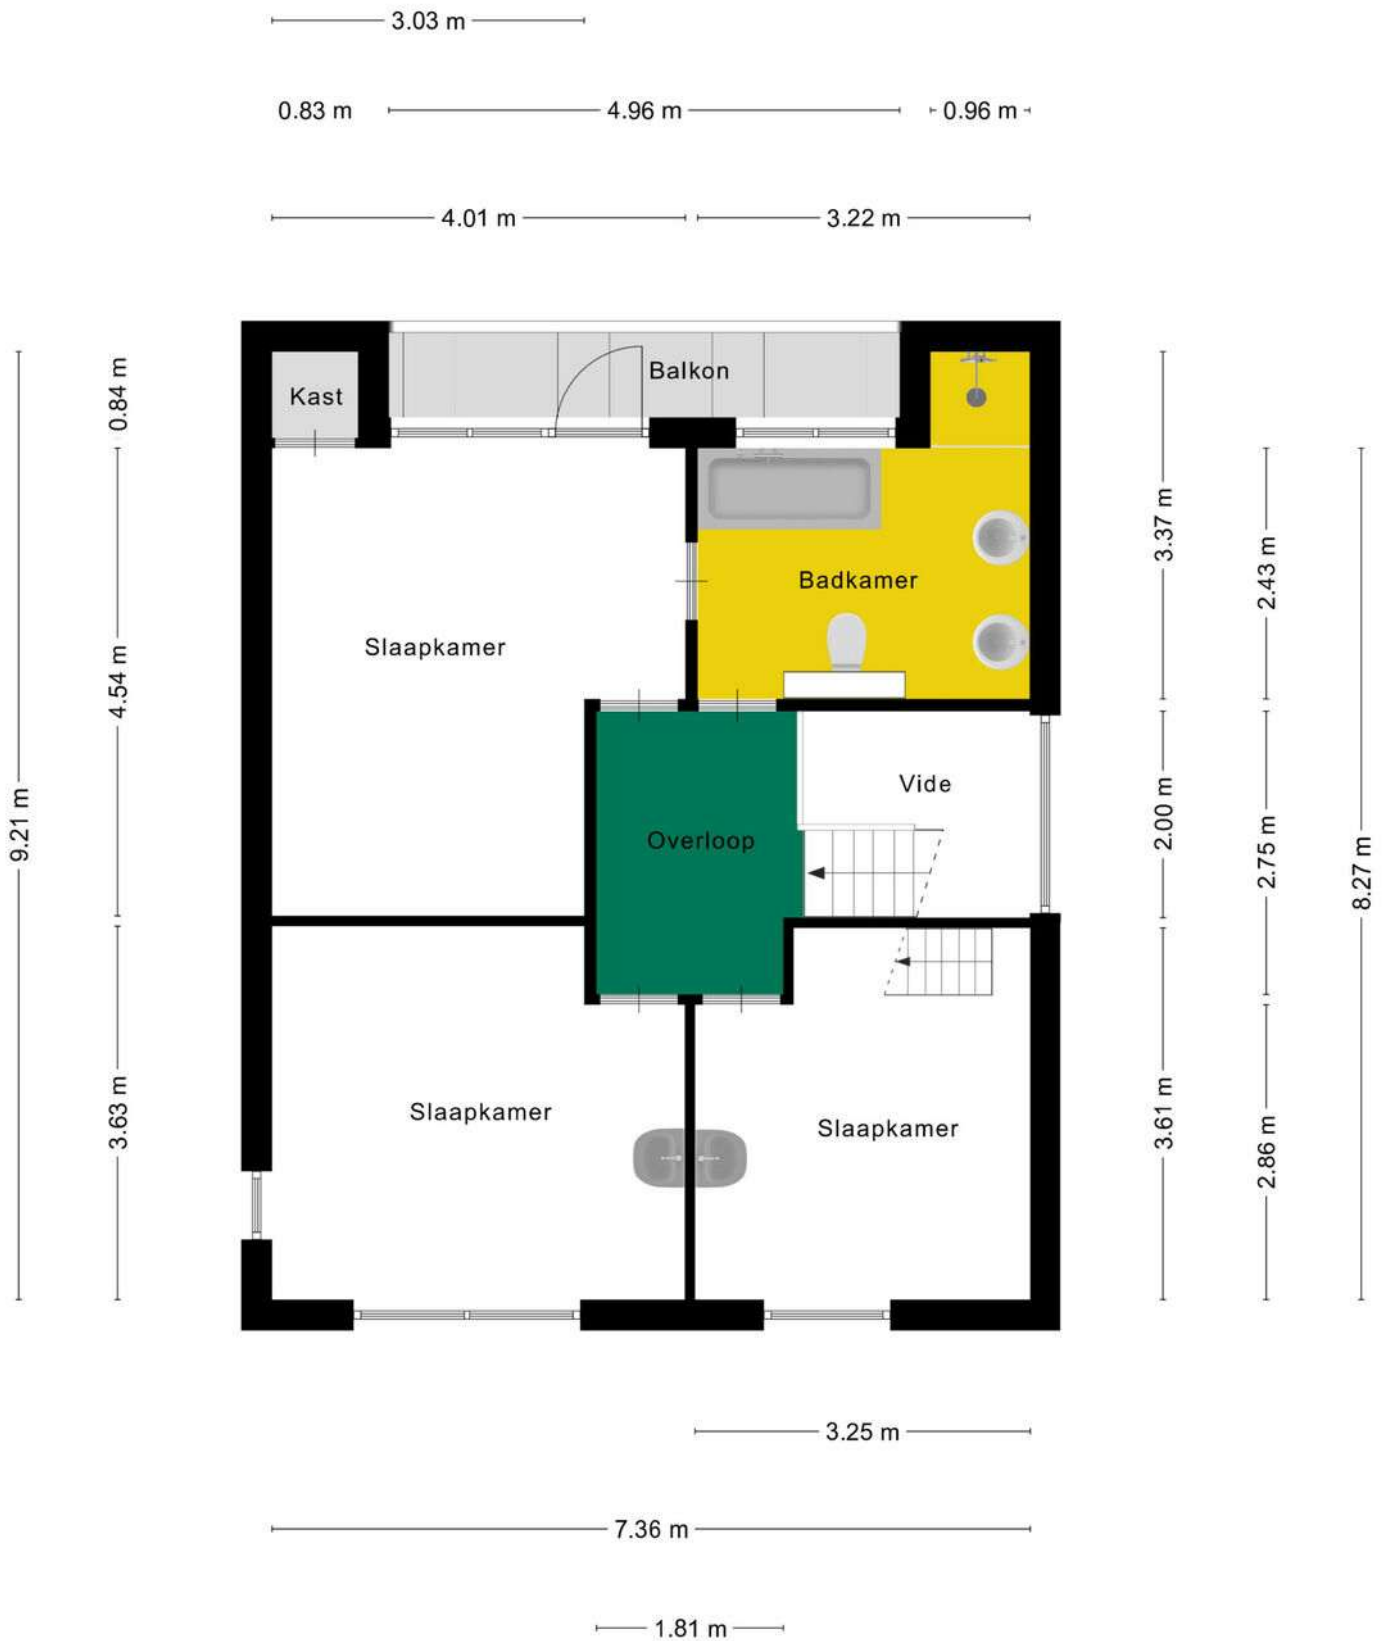 3.03 m
0.83 m
4.96 m
0.96 m
4.01 m
3.22 m
Balkon
Kast
0.84 m
3.37 m
2.43 m
Badkamer
Slaapkamer
4.54 m
Vide
2.00 m
9.21 m
Overloop
2.75 m
8.27 m
Slaapkamer
Slaapkamer
3.63 m
3.61 m
2.86 m
3.25 m
7.36 m
1.81 m